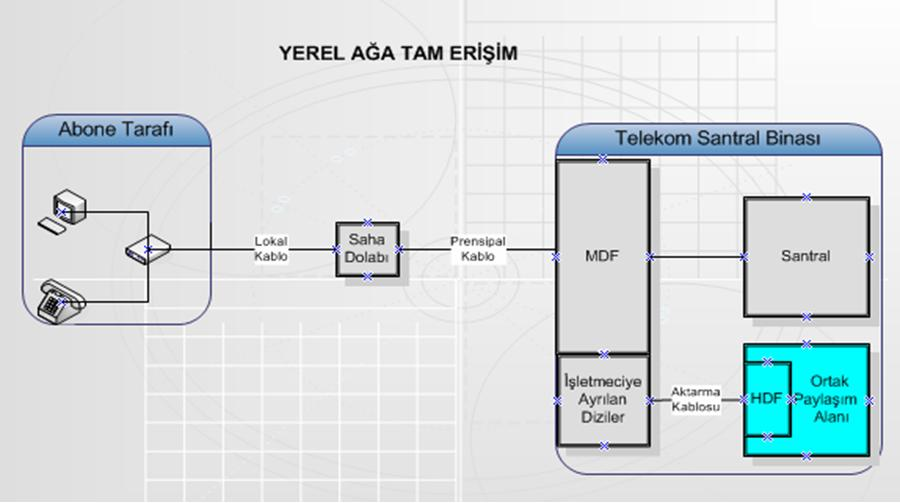 YEREL AĞA TAM ERİŞİM
Abone Tarafı
Lokal
Kablo
Saha
Dolabı
Prensipal
Kablo
Telekom Santral Binası
MDF
Santral
İşletmeciye
Ayrılan
Diziler
Aktarma
Kablosu
HDF
Ortak
Paylaşım
Alanı